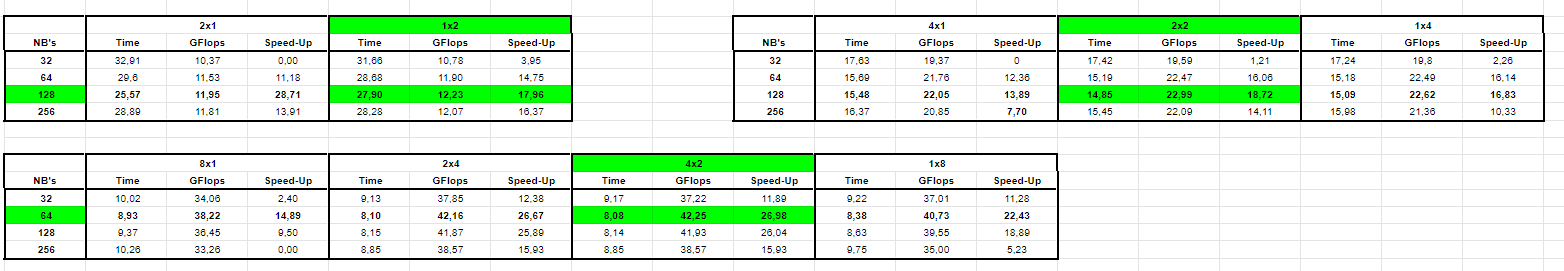 2x1 1x2
NB's Time GFlops Speed-Up Time GFlops Speed-Up
32 32,91 10,37 0,00 31,66 10,78 3,95
64 29,6 11,53 11,18 28,68 11,90 14,75
128 25,57 11,95 28,71 27,90 12,23 17,96
256 28,89 11,81 13,91 28,28 12,07 16,37
4x1 2x2 1x4
NB's Time GFlops Speed-Up Time GFlops Speed-Up Time GFlops Speed-Up
32 17,63 19,37 0 17,42 19,59 1,21 17,24 19,8 2,26
64 15,69 21,76 12,36 15,19 22,47 16,06 15,18 22,49 16,14
128 15,48 22,05 13,89 14,85 22,99 18,72 15,09 22,62 16,83
256 16,37 20,85 7,70 15,45 22,09 14,11 15,98 21,36 10,33
8x1 2x4 4x2 1x8
NB's Time GFlops Speed-Up Time GFlops Speed-Up Time GFlops Speed-Up Time GFlops Speed-Up
32 10,02 34,06 2,40 9,13 37,85 12,38 9,17 37,22 11,89 9,22 37,01 11,28
64 8,93 38,22 14,89 8,10 42,16 26,67 8,08 42,25 26,98 8,38 40,73 22,43
128 9,37 36,45 9,50 8,15 41,87 25,89 8,14 41,93 26,04 8,63 39,55 18,89
256 10,26 33,26 0,00 8,85 38,57 15,93 8,85 38,57 15,93 9,75 35,00 5,23